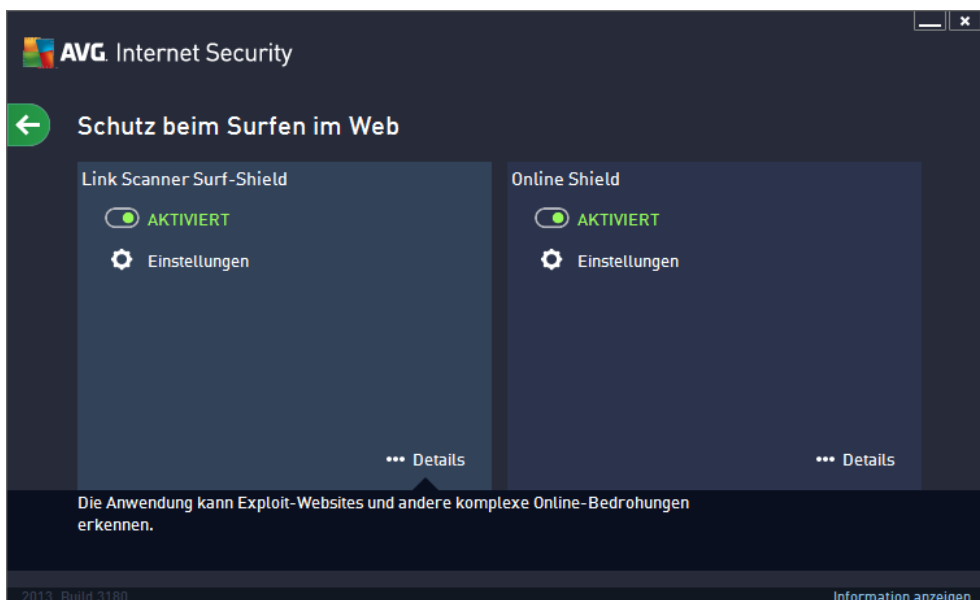 AVG. Internet Security
Schutz beim Surfen im Web
Link Scanner Surf-Shield
AKTIVIERT
Einstellungen
••• Details
Online Shield
AKTIVIERT
Einstellungen
••• Details
Die Anwendung kann Exploit-Websites und andere komplexe Online-Bedrohungen
erkennen.
2013. Build 3180
Information anzeigen